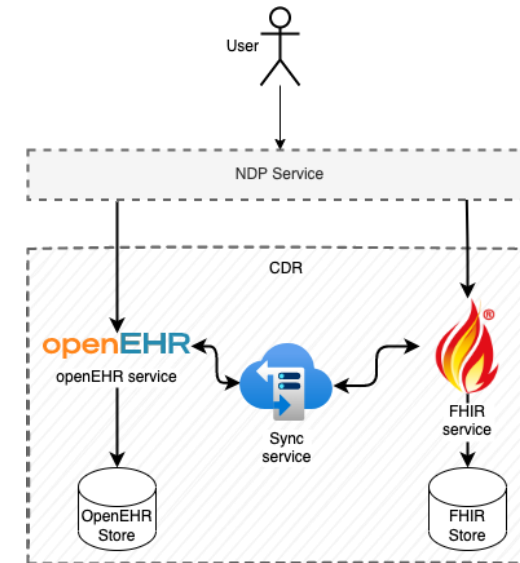 User
NDP Service
CDR
openEHR
®
openEHR service
Sync
service
FHIR
service
OpenEHR
Store
FHIR
Store